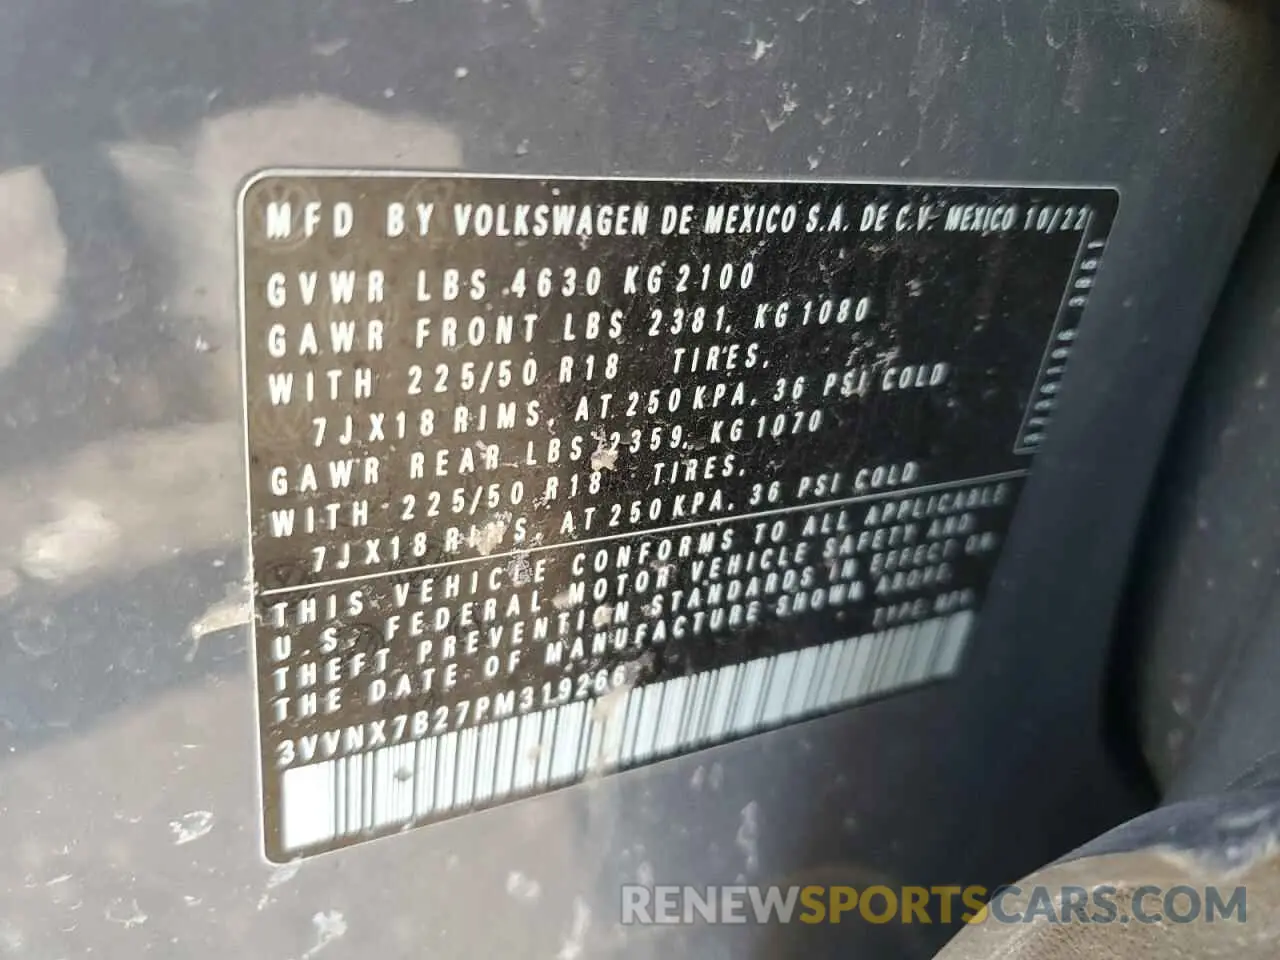 MFD BY VOLKSWAGEN DE MEXICO S.A. DE C.V. MEXICO 10/22
GVWR LBS 4630 KG 2100
GAWR FRONT LBS 2381, KG 1080
WITH 225/50 R18 TIRES,
7JX18 RIMS, AT 250 KPA, 36 PSI COLD
GAWR REAR LBS 2359, KG 1070
WITH 225/50 R18 TIRES,
7JX18 RIMS, AT 250 KPA, 36 PSI COLD
THIS VEHICLE CONFORMS TO ALL APPLICABLE
U.S. FEDERAL MOTOR VEHICLE SAFETY AND
THEFT PREVENTION STANDARDS IN EFFECT ON
THE DATE OF MANUFACTURE SHOWN ABOVE.
TYPE: MPV
3VVNX7B27PM319266
RENEWSPORTSCARS.COM